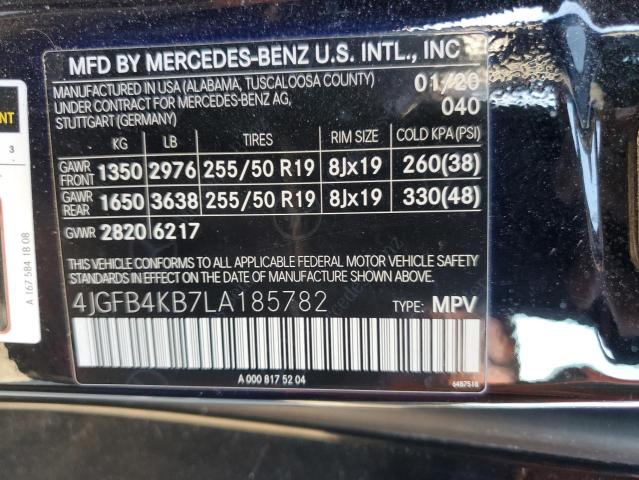 MFD BY MERCEDES-BENZ U.S. INTL., INC
MANUFACTURED IN USA (ALABAMA, TUSCALOOSA COUNTY) 01/20
UNDER CONTRACT FOR MERCEDES-BENZ AG, 040
STUTTGART (GERMANY)
KG LB TIRES RIM SIZE COLD KPA (PSI)
GAWR FRONT 1350 2976 255/50 R19 8Jx19 260(38)
GAWR REAR 1650 3638 255/50 R19 8Jx19 330(48)
GVWR 2820 6217
THIS VEHICLE CONFORMS TO ALL APPLICABLE FEDERAL MOTOR VEHICLE SAFETY
STANDARDS IN EFFECT ON THE DATE OF MANUFACTURE SHOWN ABOVE.
4JGFB4KB7LA185782 TYPE: MPV
A 000 817 52 04
6487518
A 167 584 18 08
3